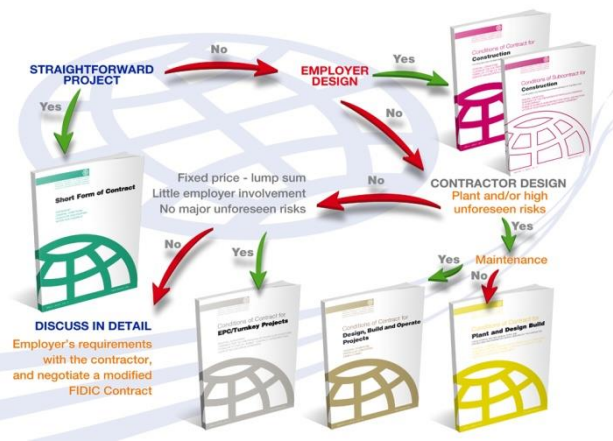 No
STRAIGHTFORWARD
PROJECT
EMPLOYER
DESIGN
Yes
Conditions of Contract for
Construction
Conditions of Subcontract for
Construction
Yes
No
Short Form of Contract
Fixed price - lump sum
Little employer involvement
No major unforeseen risks
No
CONTRACTOR DESIGN
Plant and/or high
unforeseen risks
No
Yes
Yes
Maintenance
Yes
No
DISCUSS IN DETAIL
Employer's requirements
with the contractor,
and negotiate a modified
FIDIC Contract
Conditions of Contract for
EPC/Turnkey Projects
Conditions of Contract for
Design, Build and Operate
Projects
Conditions of Contract for
Plant and Design Build